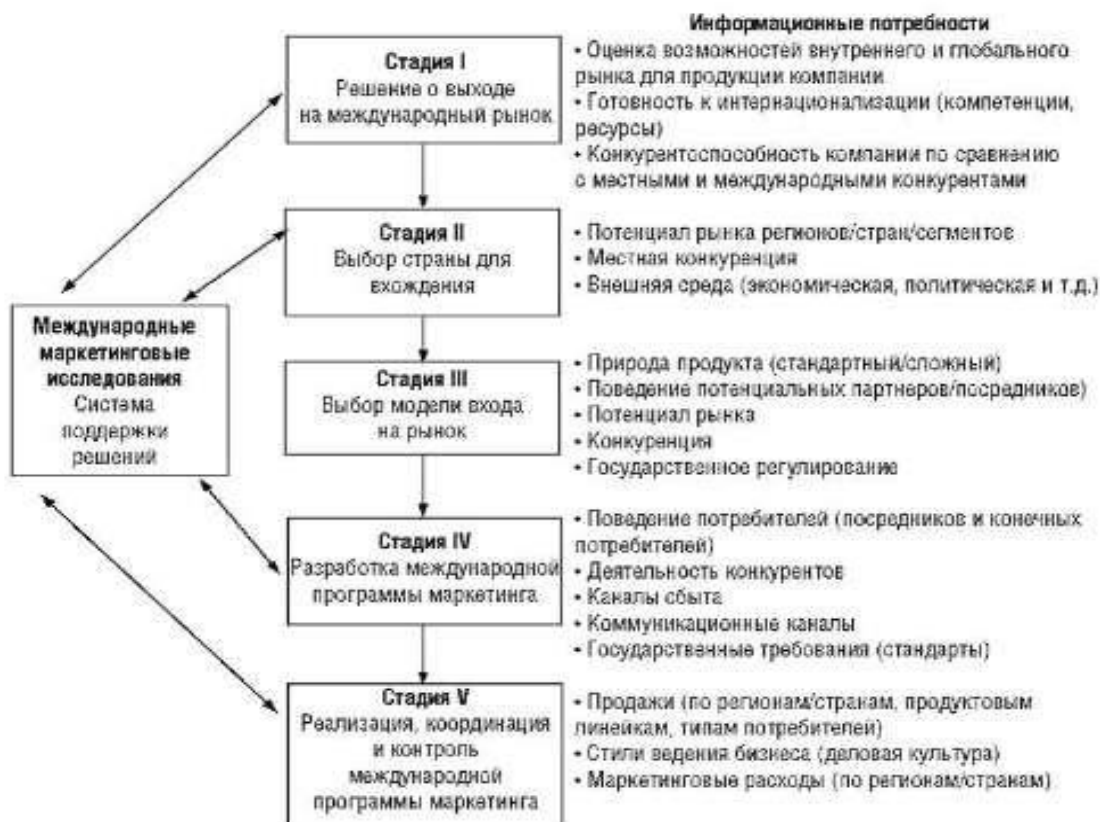 Информационные потребности
Стадия I
Решение о выходе
на международный рынок
• Оценка возможностей внутреннего и глобального
рынка для продукции компании
• Готовность к интернационализации (компетенции,
ресурсы)
• Конкурентоспособность компании по сравнению
с местными и международными конкурентами
Стадия II
Выбор страны для
вхождения
• Потенциал рынка регионов/стран/сегментов
• Местная конкуренция
• Внешняя среда (экономическая, политическая и т.д.)
Международные
маркетинговые
исследования
Система
поддержки
решений
Стадия III
Выбор модели входа
на рынок
• Природа продукта (стандартный/сложный)
• Поведение потенциальных партнеров/посредников)
• Потенциал рынка
• Конкуренция
• Государственное регулирование
Стадия IV
Разработка международной
программы маркетинга
• Поведение потребителей (посредников и конечных
потребителей)
• Деятельность конкурентов
• Каналы сбыта
• Коммуникационные каналы
• Государственные требования (стандарты)
Стадия V
Реализация, координация
и контроль
международной
программы маркетинга
• Продажи (по регионам/странам, продуктовым
линейкам, типам потребителей)
• Стили ведения бизнеса (деловая культура)
• Маркетинговые расходы (по регионам/странам)